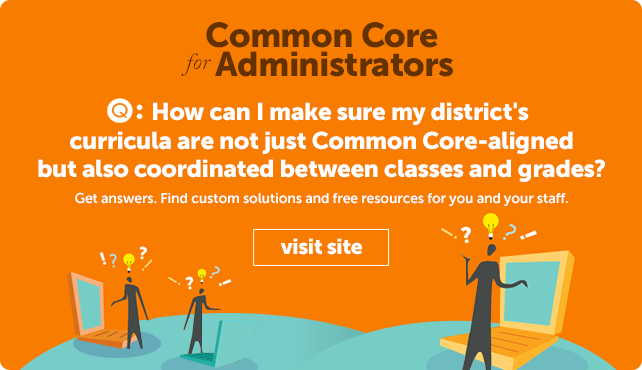 Common Core
for Administrators
Q: How can I make sure my district's
curricula are not just Common Core-aligned
but also coordinated between classes and grades?
Get answers. Find custom solutions and free resources for you and your staff.
visit site
! ? ?
! ? !
! ? ? !